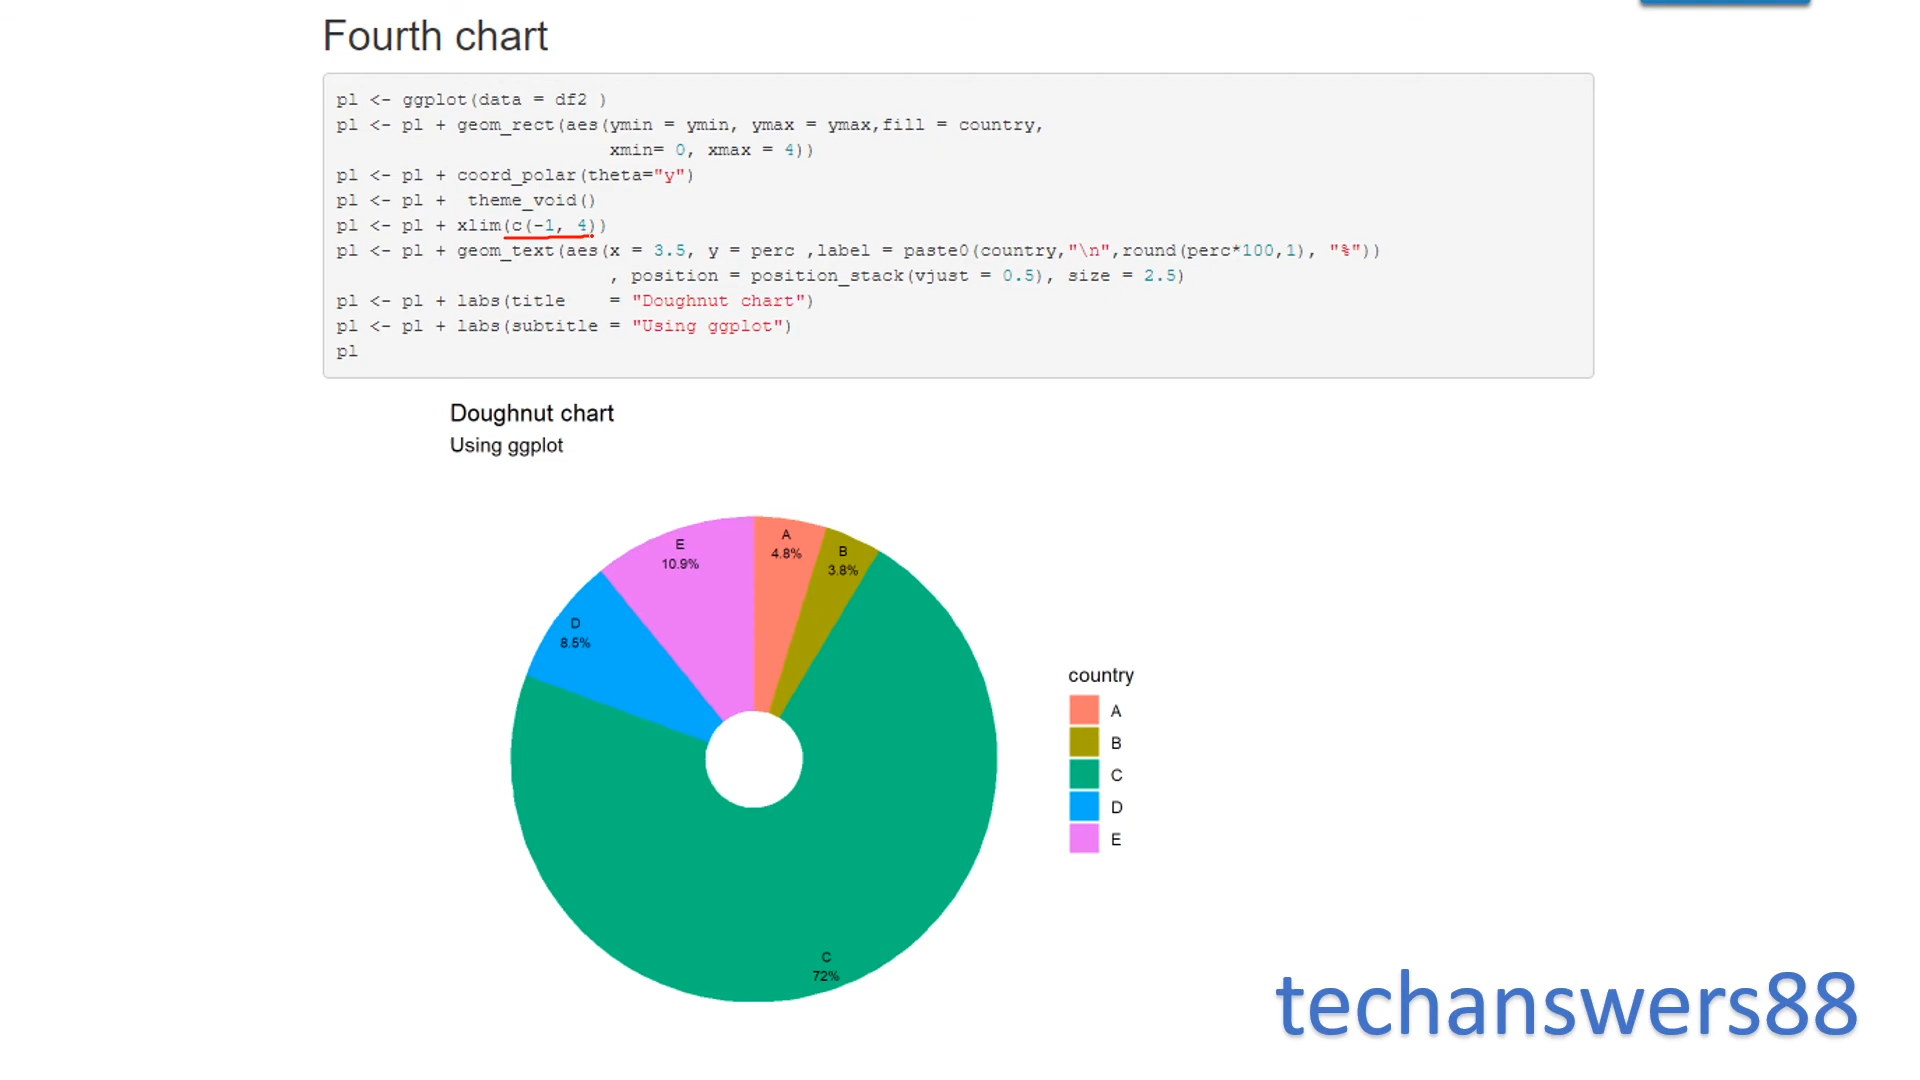 Fourth chart
pl <- ggplot(data = df2 )
pl <- pl + geom_rect(aes(ymin = ymin, ymax = ymax,fill = country,
xmin= 0, xmax = 4))
pl <- pl + coord_polar(theta="y")
pl <- pl +  theme_void()
pl <- pl + xlim(c(-1, 4))
pl <- pl + geom_text(aes(x = 3.5, y = perc ,label = paste0(country,"\n",round(perc*100,1), "%"))
, position = position_stack(vjust = 0.5), size = 2.5)
pl <- pl + labs(title    = "Doughnut chart")
pl <- pl + labs(subtitle = "Using ggplot")
pl
Doughnut chart
Using ggplot
A
4.8%
E
10.9%
B
3.8%
D
8.5%
C
72%
country
A
B
C
D
E
techanswers88